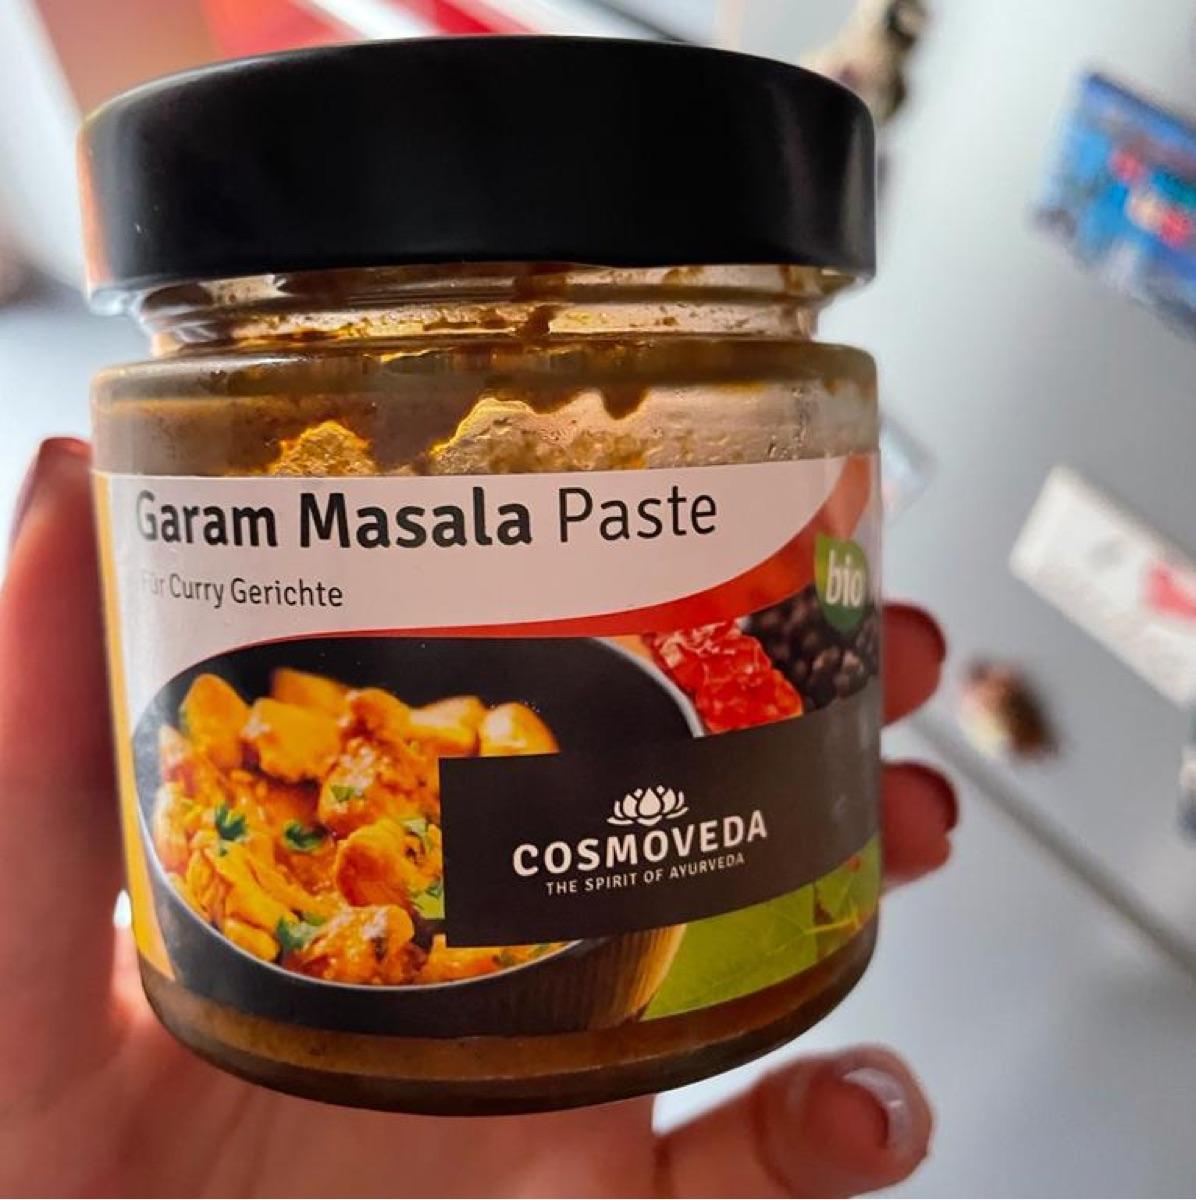 Garam Masala Paste
Für Curry Gerichte
bio
COSMOVEDA
THE SPIRIT OF AYURVEDA